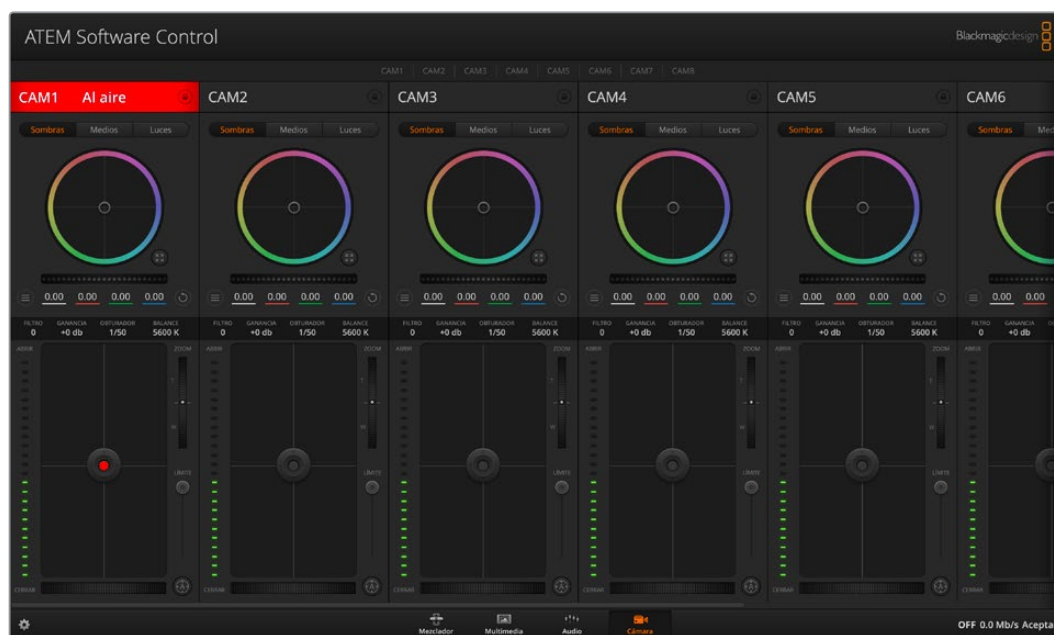 ATEM Software Control
Blackmagicdesign
CAM1 CAM2 CAM3 CAM4 CAM5 CAM6 CAM7 CAM8
CAM1 Al aire CAM2 CAM3 CAM4 CAM5 CAM6
Sombras Medios Luces Sombras Medios Luces Sombras Medios Luces Sombras Medios Luces Sombras Medios Luces Sombras Med
0.00 0.00 0.00 0.00 0.00 0.00 0.00 0.00 0.00 0.00 0.00 0.00 0.00 0.00 0.00 0.00 0.00 0.00 0.00 0.00 0.00 0.00
FILTRO GANANCIA OBTURADOR BALANCE FILTRO GANANCIA OBTURADOR BALANCE FILTRO GANANCIA OBTURADOR BALANCE FILTRO GANANCIA OBTURADOR BALANCE FILTRO GANANCIA OBTURADOR BALANCE FILTRO GANANCIA
0 +0 db 1/50 5600 K 0 +0 db 1/50 5600 K 0 +0 db 1/50 5600 K 0 +0 db 1/50 5600 K 0 +0 db 1/50 5600 K 0 +0 db
ABRIR ZOOM ABRIR ZOOM ABRIR ZOOM ABRIR ZOOM ABRIR ZOOM ABRIR
T T T T T
W W W W W
LÍMITE LÍMITE LÍMITE LÍMITE LÍMITE
CERRAR CERRAR CERRAR CERRAR CERRAR CERRAR
Mezclador Multimedia Audio Cámara
OFF 0.0 Mb/s Acepta